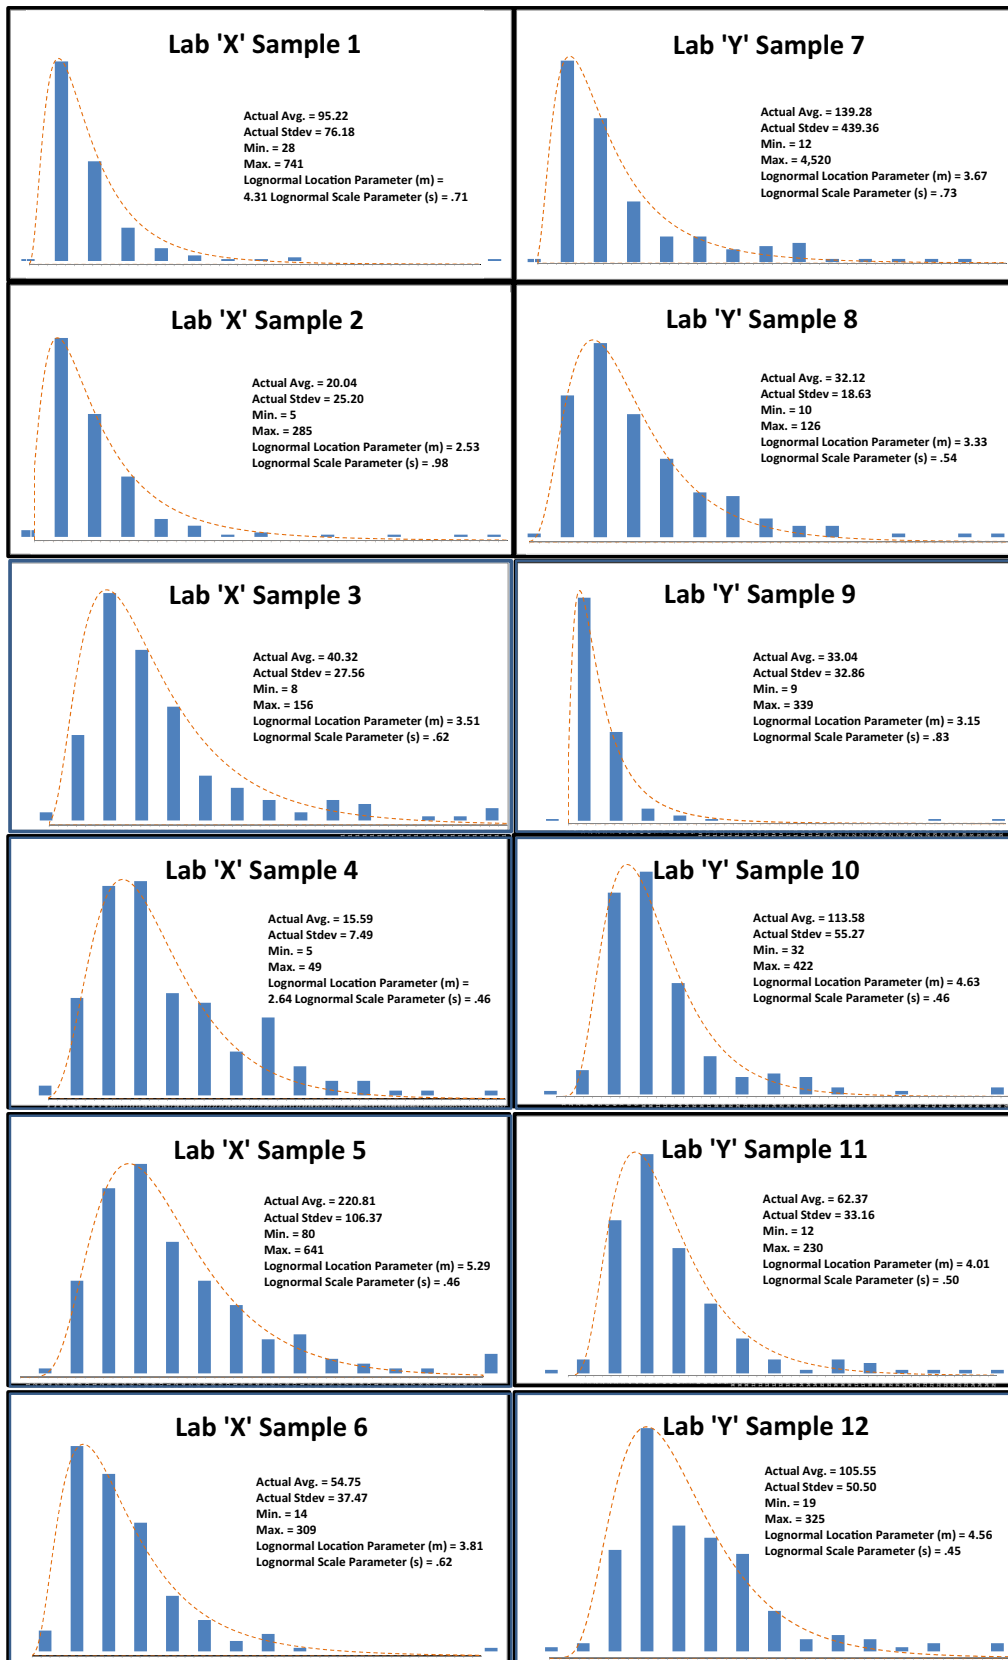 Lab 'X' Sample 1
Actual Avg. = 95.22
Actual Stdev = 76.18
Min. = 28
Max. = 741
Lognormal Location Parameter (m) =
4.31 Lognormal Scale Parameter (s) = .71
Lab 'Y' Sample 7
Actual Avg. = 139.28
Actual Stdev = 439.36
Min. = 12
Max. = 4,520
Lognormal Location Parameter (m) = 3.67
Lognormal Scale Parameter (s) = .73
Lab 'X' Sample 2
Actual Avg. = 20.04
Actual Stdev = 25.20
Min. = 5
Max. = 285
Lognormal Location Parameter (m) = 2.53
Lognormal Scale Parameter (s) = .98
Lab 'Y' Sample 8
Actual Avg. = 32.12
Actual Stdev = 18.63
Min. = 10
Max. = 126
Lognormal Location Parameter (m) = 3.33
Lognormal Scale Parameter (s) = .54
Lab 'X' Sample 3
Actual Avg. = 40.32
Actual Stdev = 27.56
Min. = 8
Max. = 156
Lognormal Location Parameter (m) = 3.51
Lognormal Scale Parameter (s) = .62
Lab 'Y' Sample 9
Actual Avg. = 33.04
Actual Stdev = 32.86
Min. = 9
Max. = 339
Lognormal Location Parameter (m) = 3.15
Lognormal Scale Parameter (s) = .83
Lab 'X' Sample 4
Actual Avg. = 15.59
Actual Stdev = 7.49
Min. = 5
Max. = 49
Lognormal Location Parameter (m) =
2.64 Lognormal Scale Parameter (s) = .46
Lab 'Y' Sample 10
Actual Avg. = 113.58
Actual Stdev = 55.27
Min. = 32
Max. = 422
Lognormal Location Parameter (m) = 4.63
Lognormal Scale Parameter (s) = .46
Lab 'X' Sample 5
Actual Avg. = 220.81
Actual Stdev = 106.37
Min. = 80
Max. = 641
Lognormal Location Parameter (m) = 5.29
Lognormal Scale Parameter (s) = .46
Lab 'Y' Sample 11
Actual Avg. = 62.37
Actual Stdev = 33.16
Min. = 12
Max. = 230
Lognormal Location Parameter (m) = 4.01
Lognormal Scale Parameter (s) = .50
Lab 'X' Sample 6
Actual Avg. = 54.75
Actual Stdev = 37.47
Min. = 14
Max. = 309
Lognormal Location Parameter (m) = 3.81
Lognormal Scale Parameter (s) = .62
Lab 'Y' Sample 12
Actual Avg. = 105.55
Actual Stdev = 50.50
Min. = 19
Max. = 325
Lognormal Location Parameter (m) = 4.56
Lognormal Scale Parameter (s) = .45